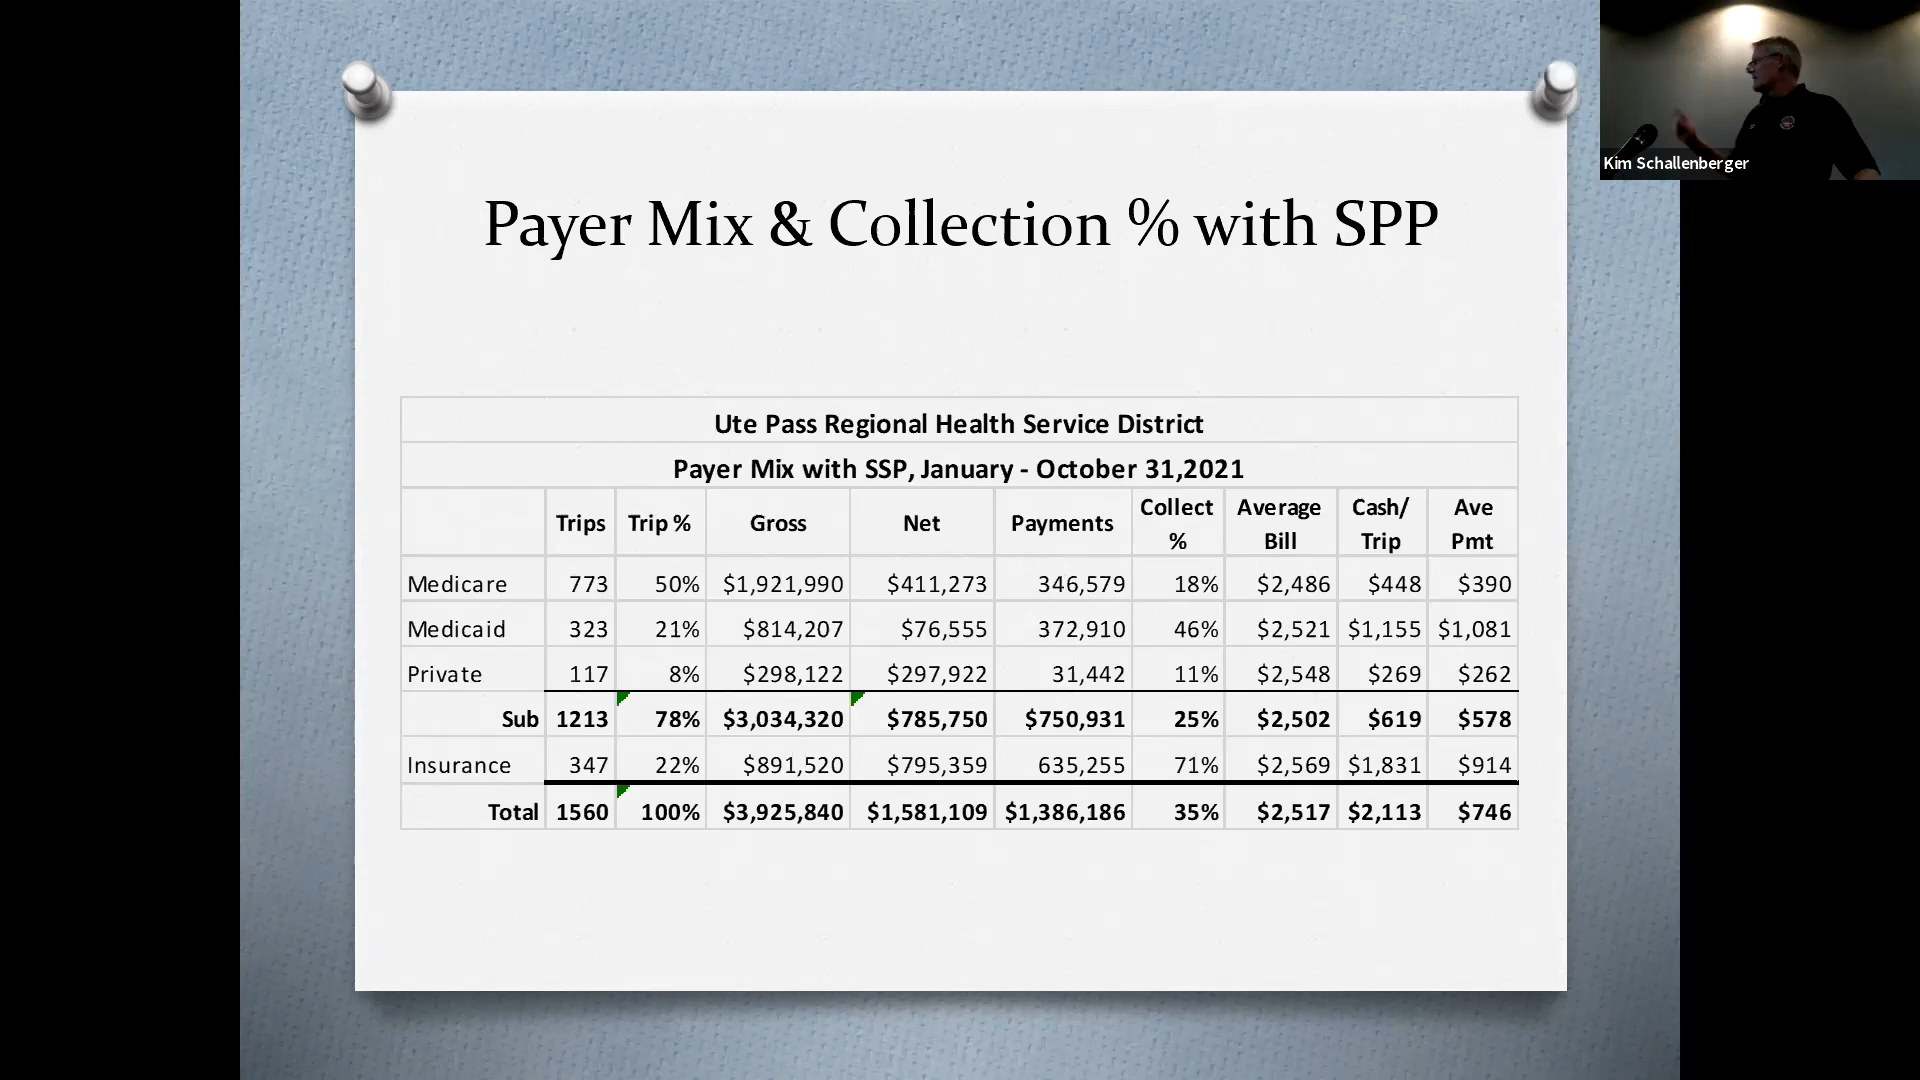 Kim Schallenberger
Payer Mix & Collection % with SPP
Ute Pass Regional Health Service District
Payer Mix with SSP, January - October 31,2021
Trips Trip % Gross Net Payments Collect % Average Bill Cash/ Trip Ave Pmt
Medicare 773 50% $1,921,990 $411,273 346,579 18% $2,486 $448 $390
Medicaid 323 21% $814,207 $76,555 372,910 46% $2,521 $1,155 $1,081
Private 117 8% $298,122 $297,922 31,442 11% $2,548 $269 $262
Sub 1213 78% $3,034,320 $785,750 $750,931 25% $2,502 $619 $578
Insurance 347 22% $891,520 $795,359 635,255 71% $2,569 $1,831 $914
Total 1560 100% $3,925,840 $1,581,109 $1,386,186 35% $2,517 $2,113 $746